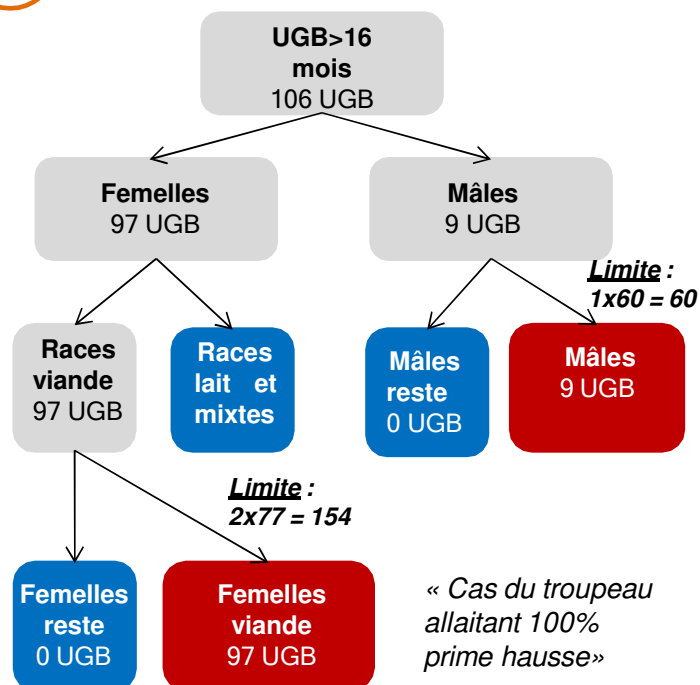 UGB>16
mois
106 UGB
Femelles
97 UGB
Mâles
9 UGB
Limite :
1x60 = 60
Races
viande
97 UGB
Races
lait et
mixtes
Mâles
reste
0 UGB
Mâles
9 UGB
Limite :
2x77 = 154
Femelles
reste
0 UGB
Femelles
viande
97 UGB
« Cas du troupeau
allaitant 100%
prime hausse»